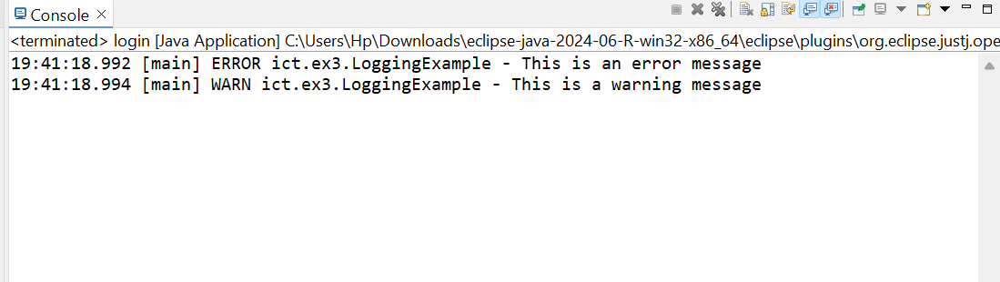 Console
<terminated> login [Java Application] C:\Users\Hp\Downloads\eclipse-java-2024-06-R-win32-x86_64\eclipse\plugins\org.eclipse.justj.ope
19:41:18.992 [main] ERROR ict.ex3.LoggingExample - This is an error message
19:41:18.994 [main] WARN ict.ex3.LoggingExample - This is a warning message